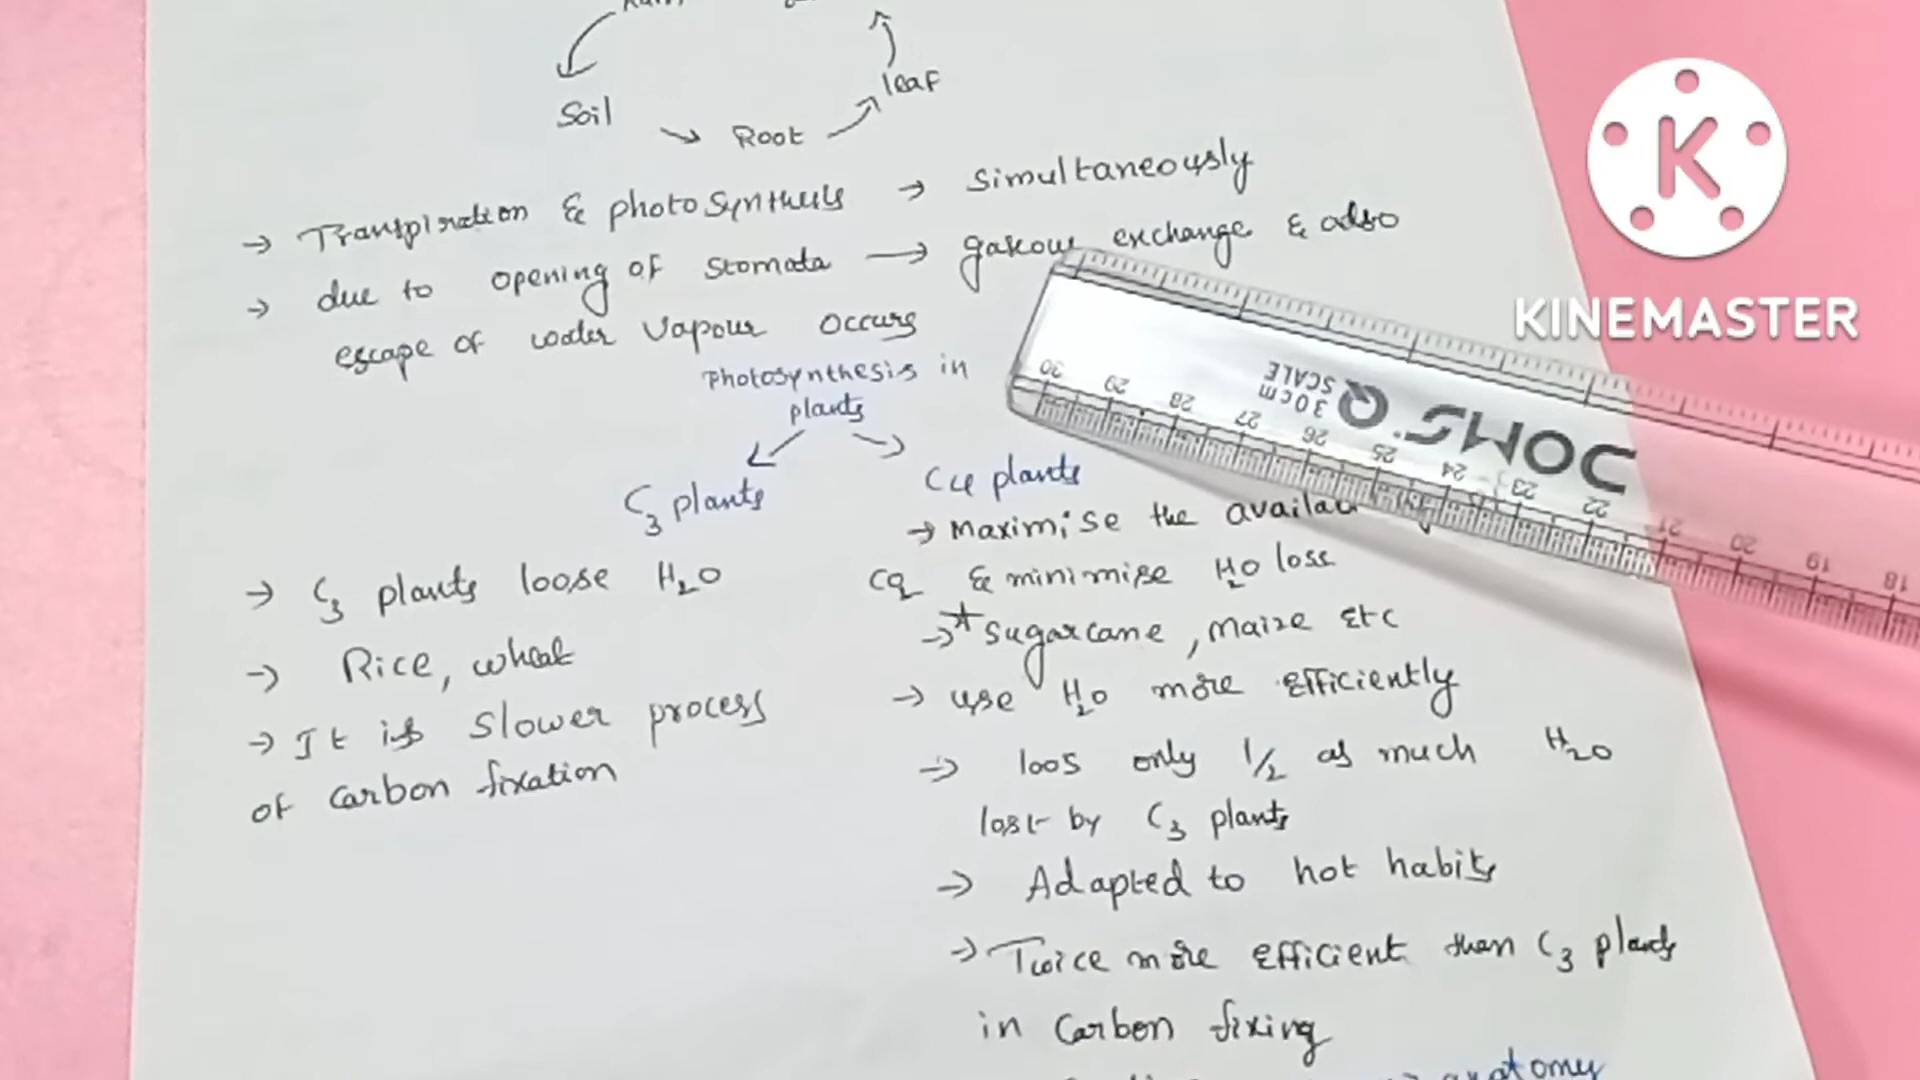 Soil
leaf
Root
→ Transpiration & photosynthesis → simultaneously
→ due to opening of stomata → gaseous exchange & also
escape of water vapour occurs
Photosynthesis in
plants
C3 plants
C4 plants
→ Maximise the
CO2 & minimise H2O loss
→ C3 plants loose H2O
→ Rice, wheat
→ It is slower process
of carbon fixation
→ * Sugarcane, Maize Etc
→ use H2O more efficiently
→ loos only 1/2 as much H2O
lost by C3 plants
→ Adapted to hot habits
→ Twice more efficient than C3 plants
in carbon fixing
anatomy
DOMS Q 30cm SCALE
30 29 28 27 26 25 24 23 22 21 20 19 18
K
KINEMASTER